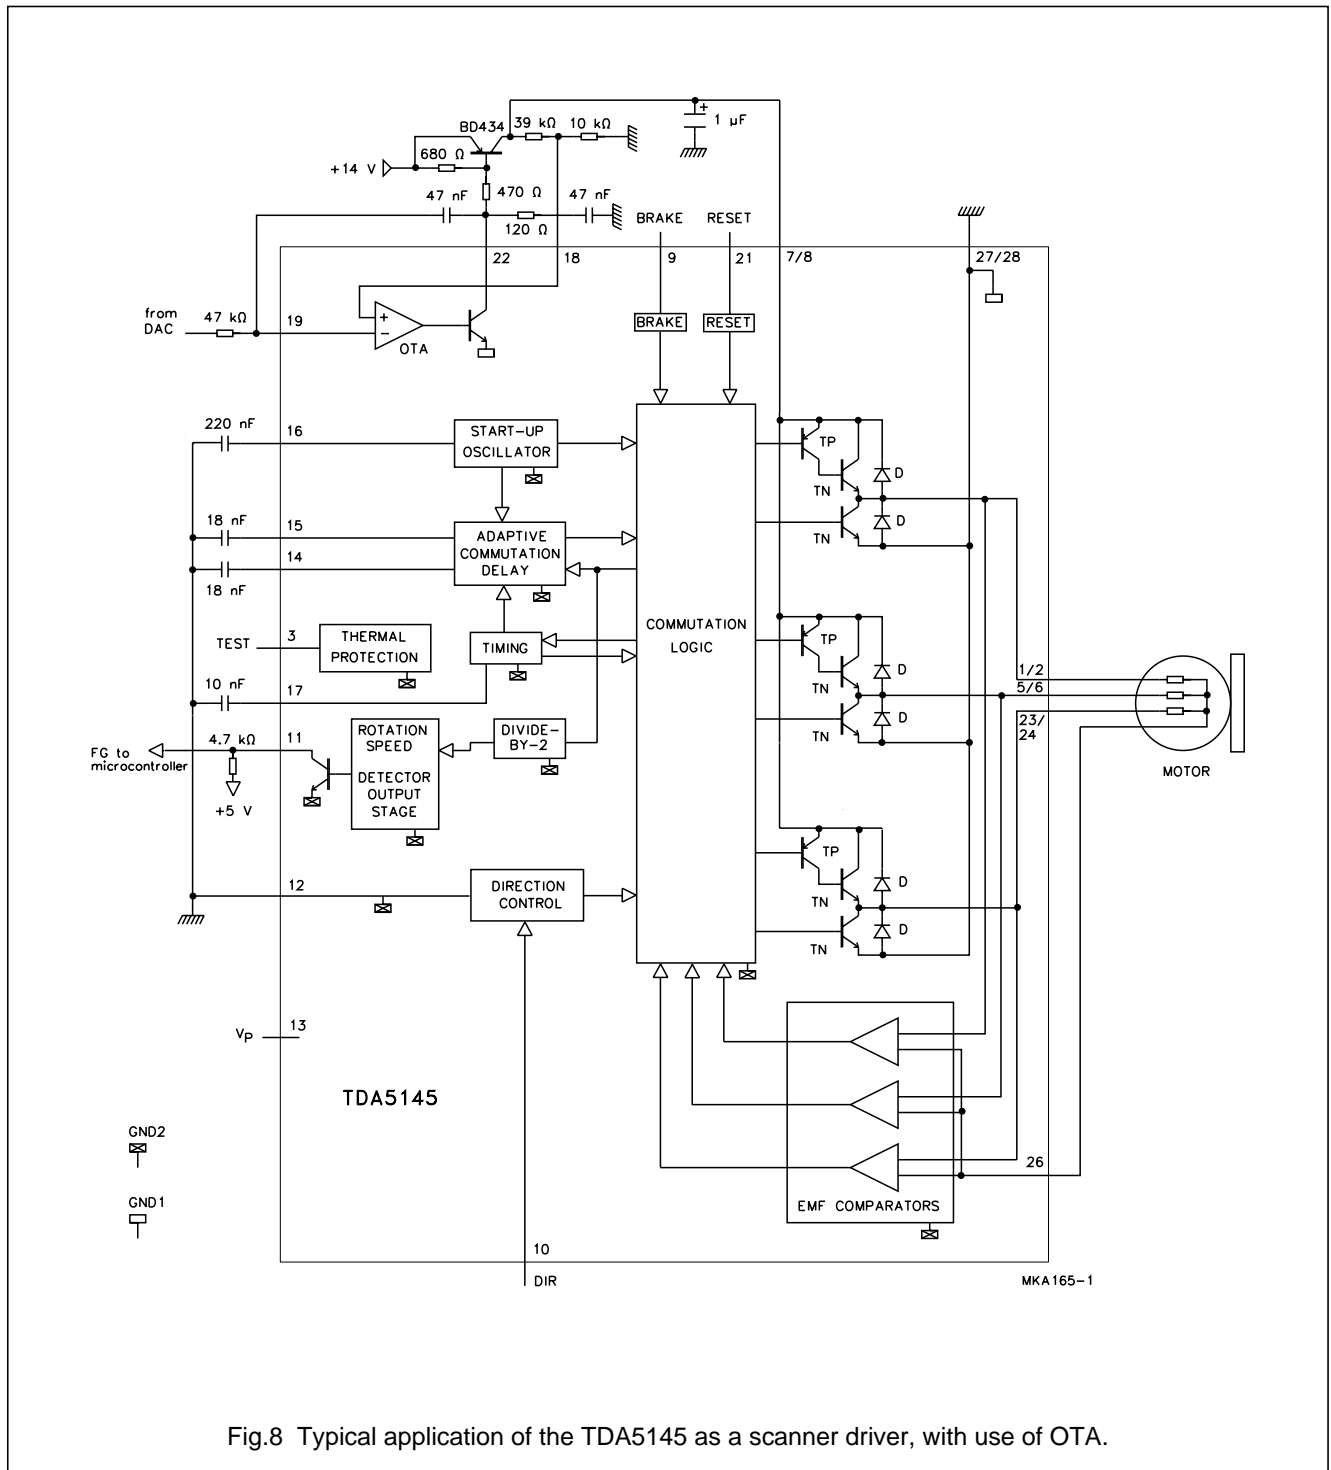 BD434
39 kΩ
10 kΩ
+
1 µF
680 Ω
+14 V
47 nF
470 Ω
47 nF
120 Ω
BRAKE
RESET
22
18
9
21
7/8
27/28
from
DAC
47 kΩ
19
+
−
OTA
BRAKE
RESET
220 nF
16
START-UP
OSCILLATOR
TP
TN
TN
D
D
18 nF
15
14
18 nF
ADAPTIVE
COMMUTATION
DELAY
TEST
3
THERMAL
PROTECTION
TIMING
COMMUTATION
LOGIC
TP
TN
TN
D
D
10 nF
17
1/2
5/6
23/
24
MOTOR
FG to
microcontroller
4.7 kΩ
11
+5 V
ROTATION
SPEED
DETECTOR
OUTPUT
STAGE
DIVIDE-
BY-2
TP
TN
TN
D
D
12
DIRECTION
CONTROL
VP
13
TDA5145
26
EMF COMPARATORS
GND2
GND1
10
DIR
MKA165-1
Fig.8 Typical application of the TDA5145 as a scanner driver, with use of OTA.